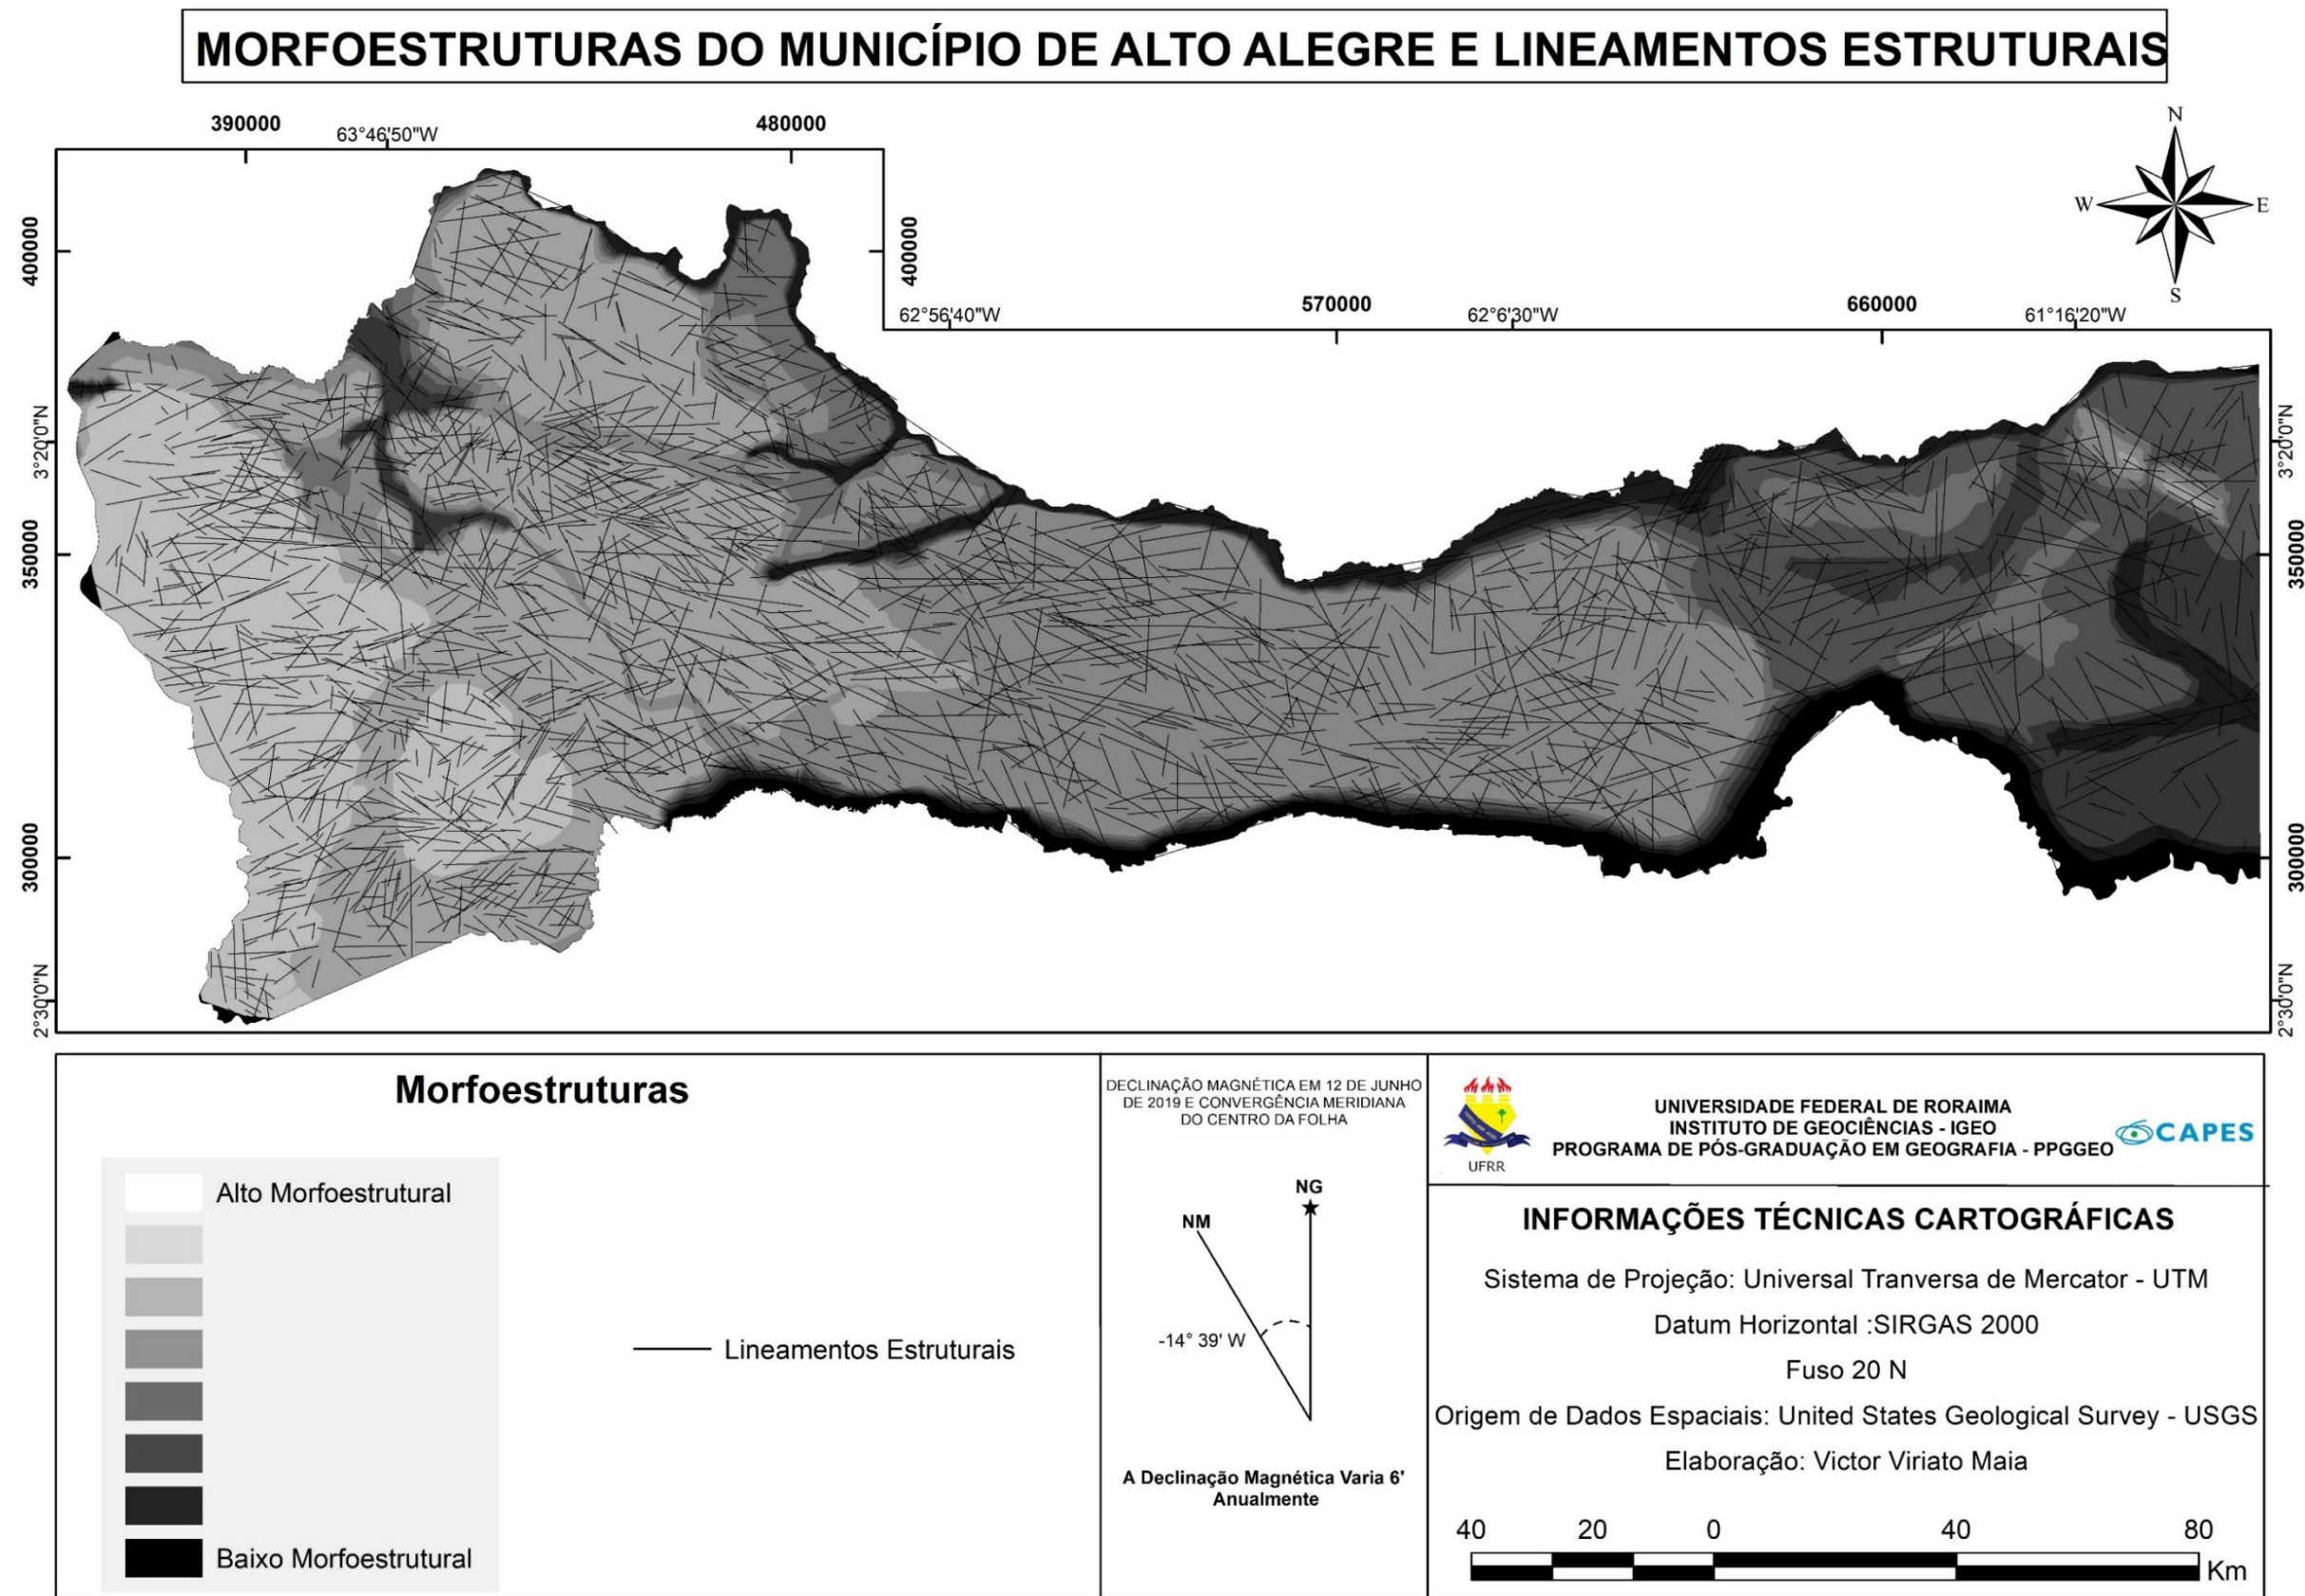 MORFOESTRUTURAS DO MUNICÍPIO DE ALTO ALEGRE E LINEAMENTOS ESTRUTURAIS
390000
63°46'50"W
480000
N
W
E
S
400000
400000
62°56'40"W
570000
62°6'30"W
660000
61°16'20"W
3°20'0"N
3°20'0"N
350000
350000
300000
300000
2°30'0"N
2°30'0"N
Morfoestruturas
Alto Morfoestrutural
Baixo Morfoestrutural
Lineamentos Estruturais
DECLINAÇÃO MAGNÉTICA EM 12 DE JUNHO
DE 2019 E CONVERGÊNCIA MERIDIANA
DO CENTRO DA FOLHA
NG
NM
-14° 39' W
A Declinação Magnética Varia 6'
Anualmente
UFRR
UNIVERSIDADE FEDERAL DE RORAIMA
INSTITUTO DE GEOCIÊNCIAS - IGEO
PROGRAMA DE PÓS-GRADUAÇÃO EM GEOGRAFIA - PPGGEO
CAPES
INFORMAÇÕES TÉCNICAS CARTOGRÁFICAS
Sistema de Projeção: Universal Tranversa de Mercator - UTM
Datum Horizontal :SIRGAS 2000
Fuso 20 N
Origem de Dados Espaciais: United States Geological Survey - USGS
Elaboração: Victor Viriato Maia
40 20 0 40 80
Km